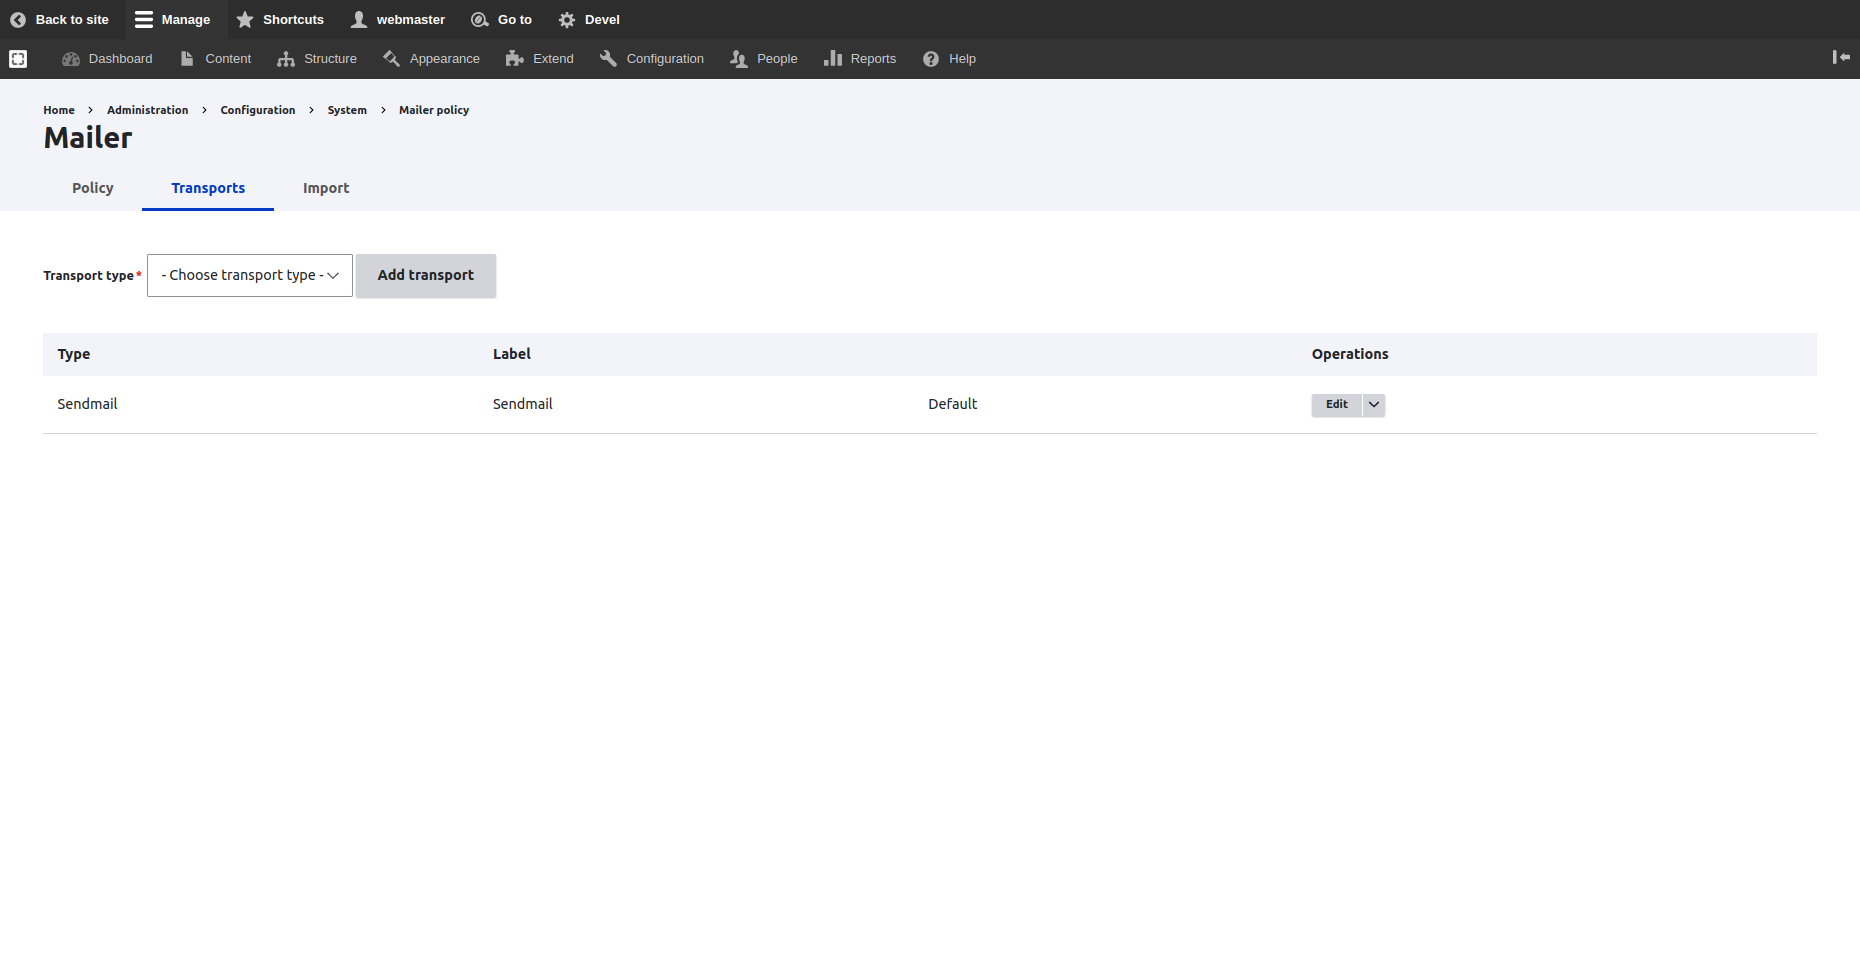 Back to site Manage Shortcuts webmaster Go to Devel
Dashboard Content Structure Appearance Extend Configuration People Reports Help
Home Administration Configuration System Mailer policy
Mailer
Policy Transports Import
Transport type* - Choose transport type - Add transport
Type Label Operations
Sendmail Sendmail Default Edit